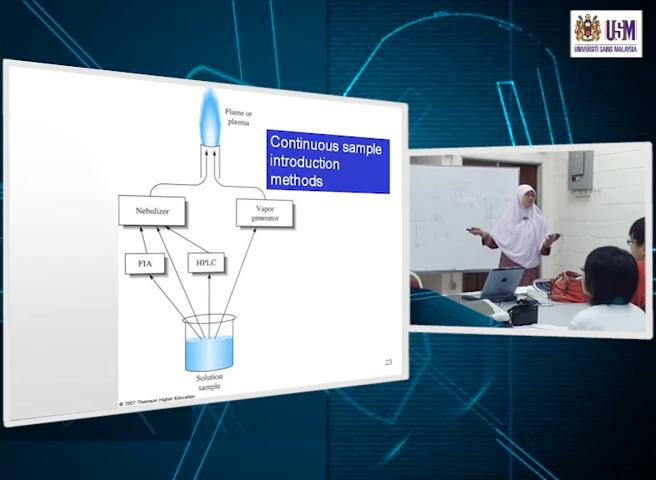 USM
UNIVERSITI SAINS MALAYSIA
Flame or
plasma
Continuous sample
introduction
methods
Nebulizer
Vapor
generator
FIA
HPLC
Solution
sample
23
© 2007 Thomson Higher Education